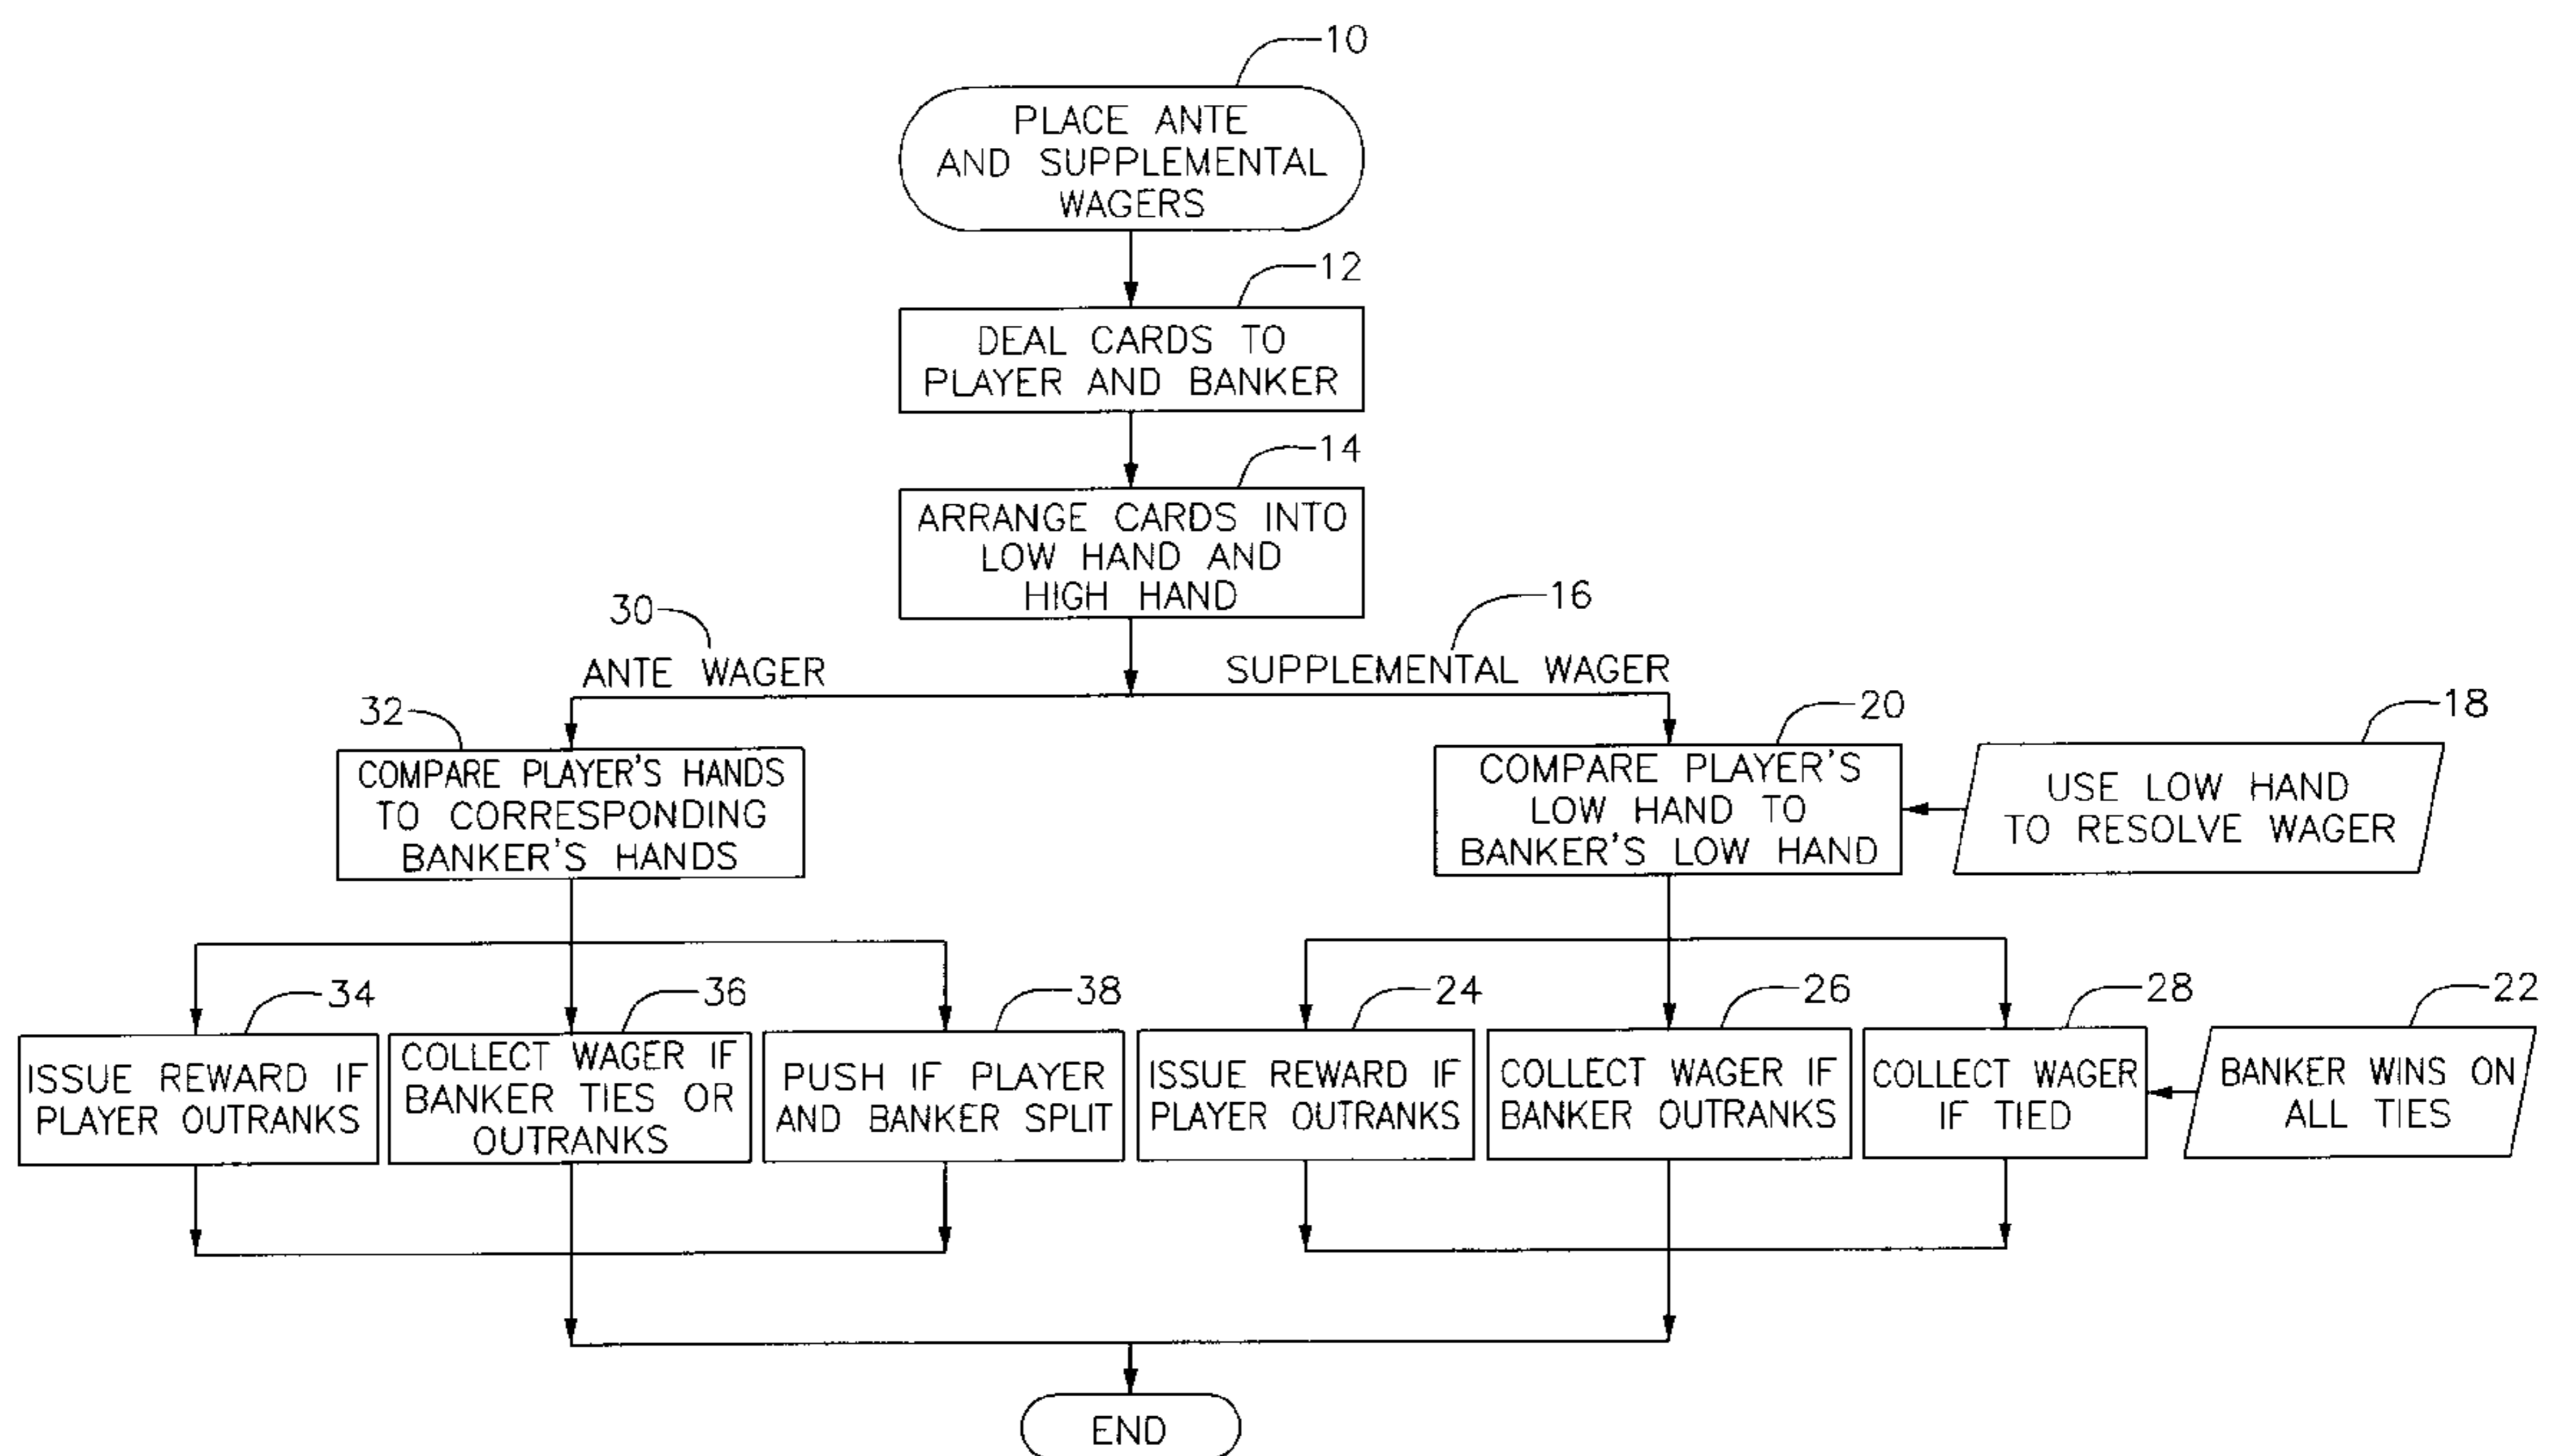 10
PLACE ANTE
AND SUPPLEMENTAL
WAGERS
12
DEAL CARDS TO
PLAYER AND BANKER
14
ARRANGE CARDS INTO
LOW HAND AND
HIGH HAND
30
ANTE WAGER
16
SUPPLEMENTAL WAGER
32
COMPARE PLAYER'S HANDS
TO CORRESPONDING
BANKER'S HANDS
20
COMPARE PLAYER'S
LOW HAND TO
BANKER'S LOW HAND
18
USE LOW HAND
TO RESOLVE WAGER
34
ISSUE REWARD IF
PLAYER OUTRANKS
36
COLLECT WAGER IF
BANKER TIES OR
OUTRANKS
38
PUSH IF PLAYER
AND BANKER SPLIT
24
ISSUE REWARD IF
PLAYER OUTRANKS
26
COLLECT WAGER IF
BANKER OUTRANKS
28
COLLECT WAGER
IF TIED
22
BANKER WINS ON
ALL TIES
END